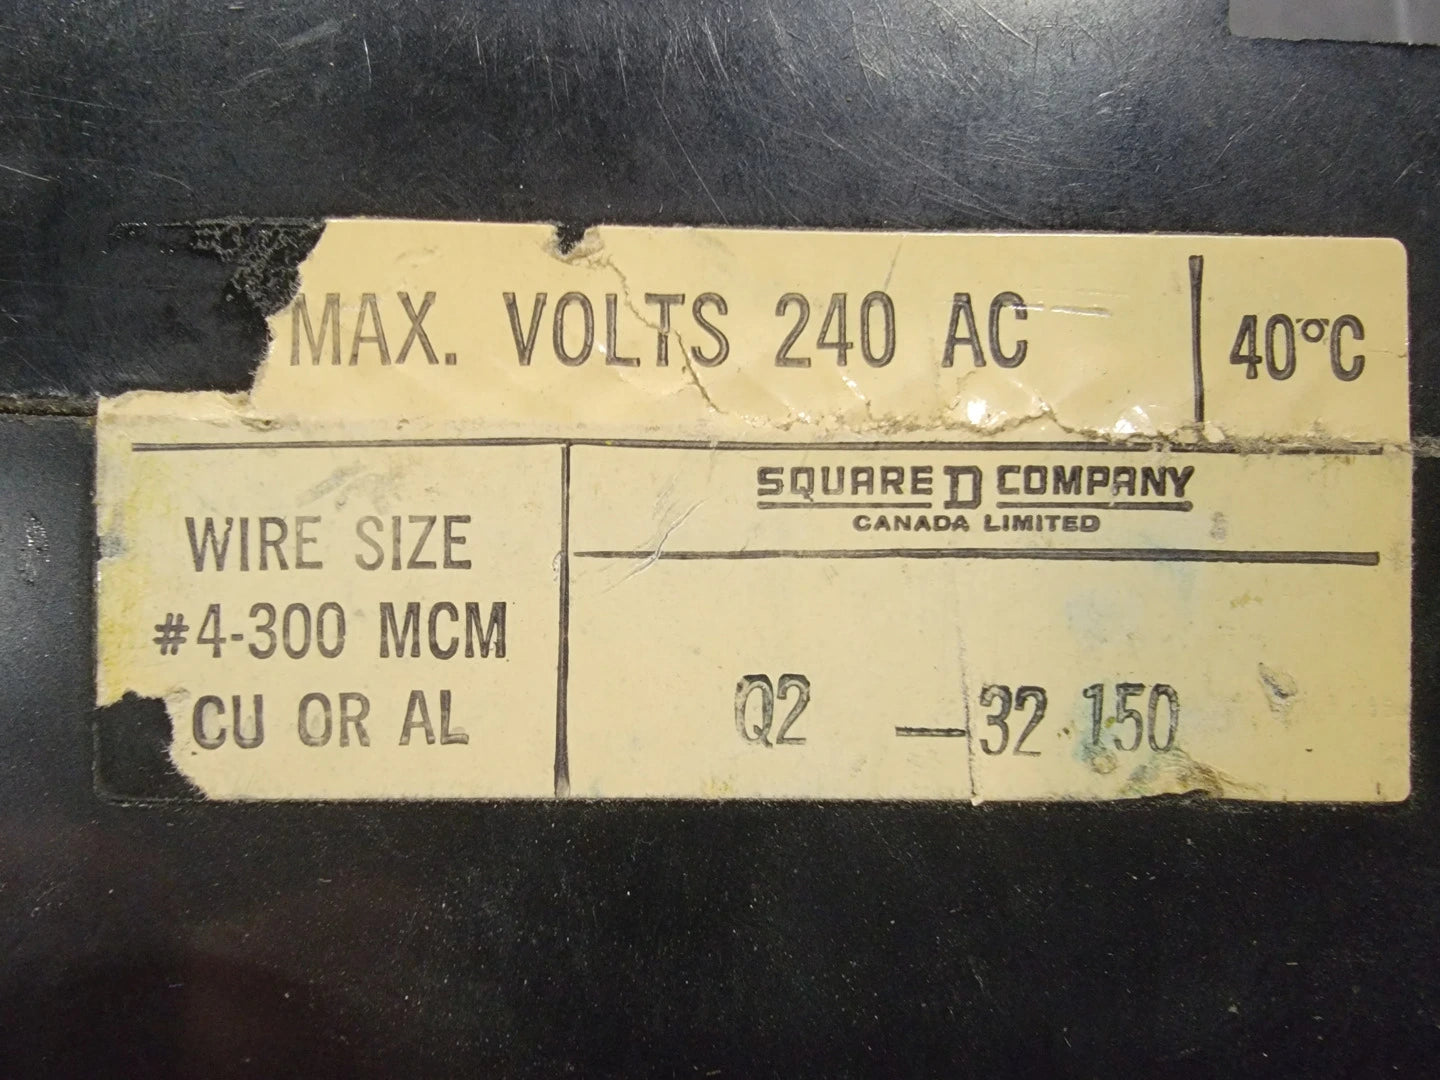 MAX. VOLTS 240 AC
40°C
WIRE SIZE
#4-300 MCM
CU OR AL
SQUARE D COMPANY
CANADA LIMITED
Q2 —32 150